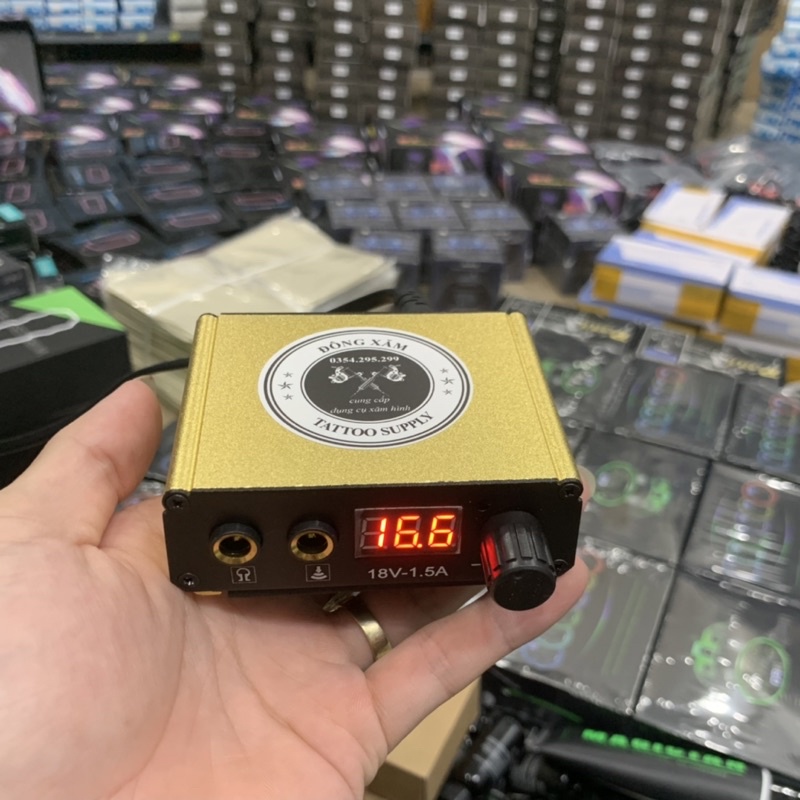 ĐÔNG XĂM
0354.295.299
cung cấp
dụng cụ xăm hình
TATTOO SUPPLY
16.6
18V-1.5A